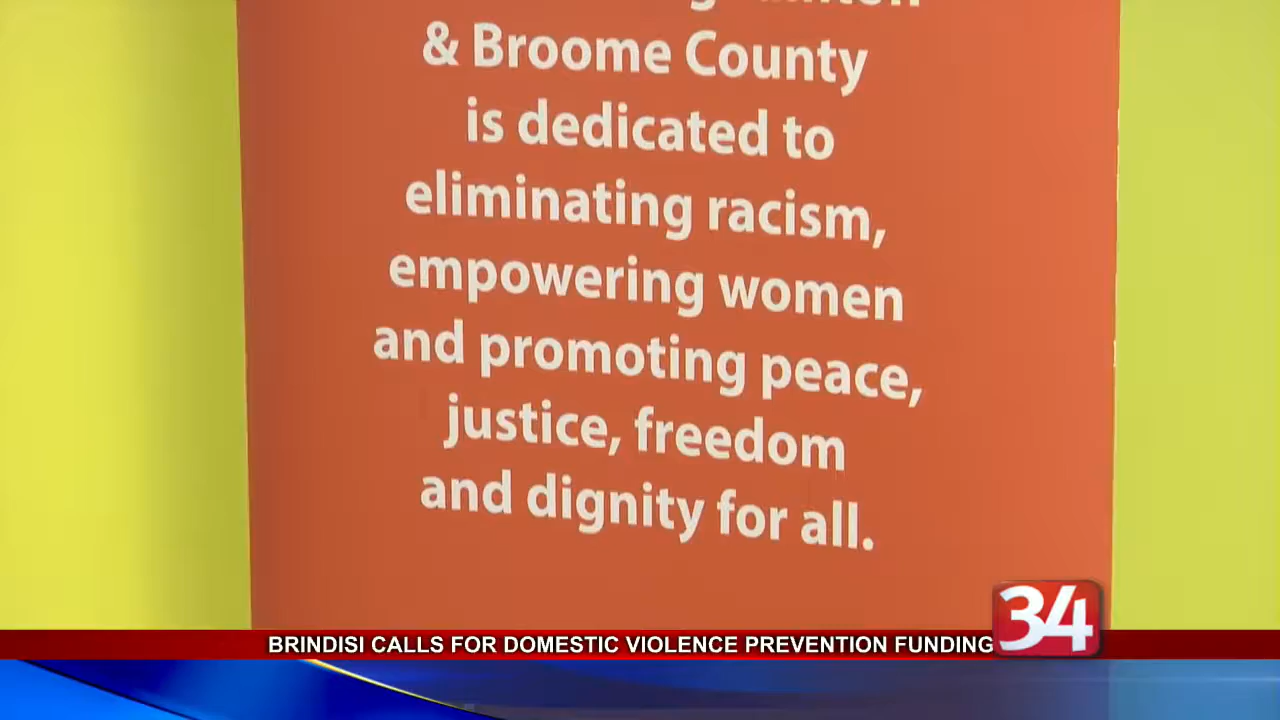 & Broome County
is dedicated to
eliminating racism,
empowering women
and promoting peace,
justice, freedom
and dignity for all.
BRINDISI CALLS FOR DOMESTIC VIOLENCE PREVENTION FUNDING
34